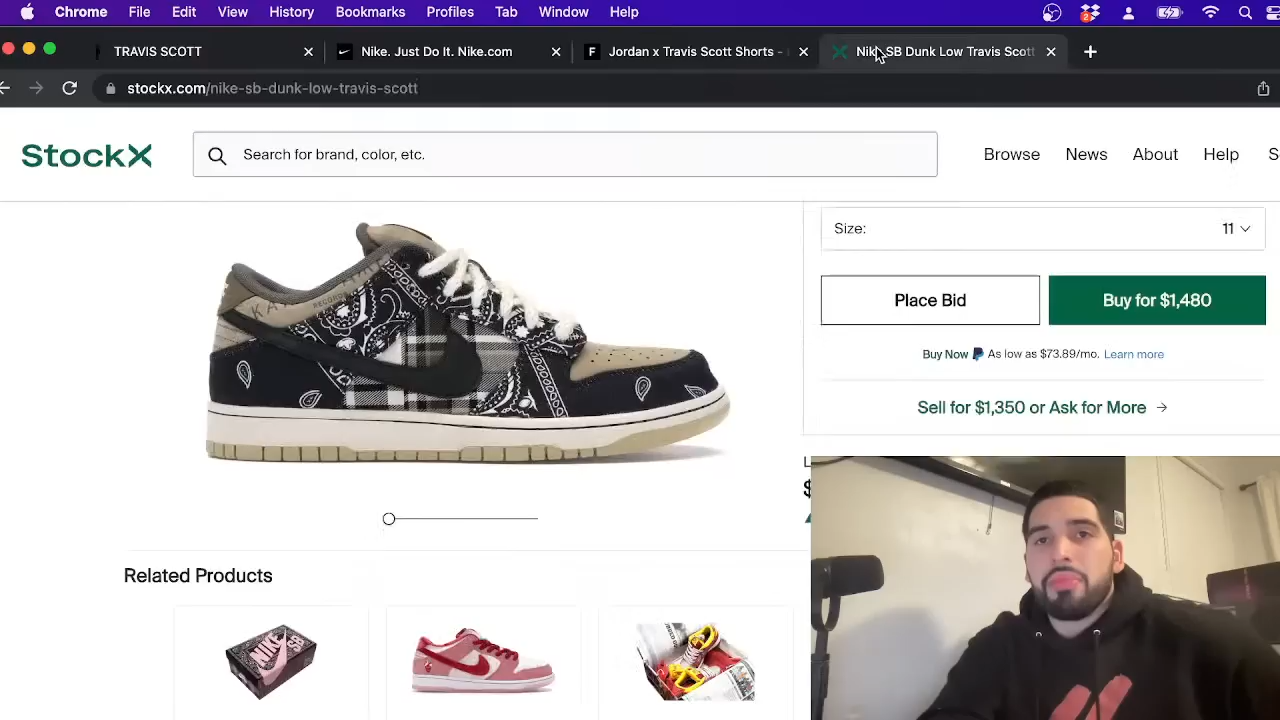 Chrome File Edit View History Bookmarks Profiles Tab Window Help
2
TRAVIS SCOTT
Nike. Just Do It. Nike.com
F Jordan x Travis Scott Shorts -
SB Dunk Low Travis Scott
stockx.com/nike-sb-dunk-low-travis-scott
StockX
Search for brand, color, etc.
Browse News About Help S
Size: 11
Place Bid
Buy for $1,480
Buy Now As low as $73.89/mo. Learn more
Sell for $1,350 or Ask for More →
L
$
RECORDS
Related Products
NIKE